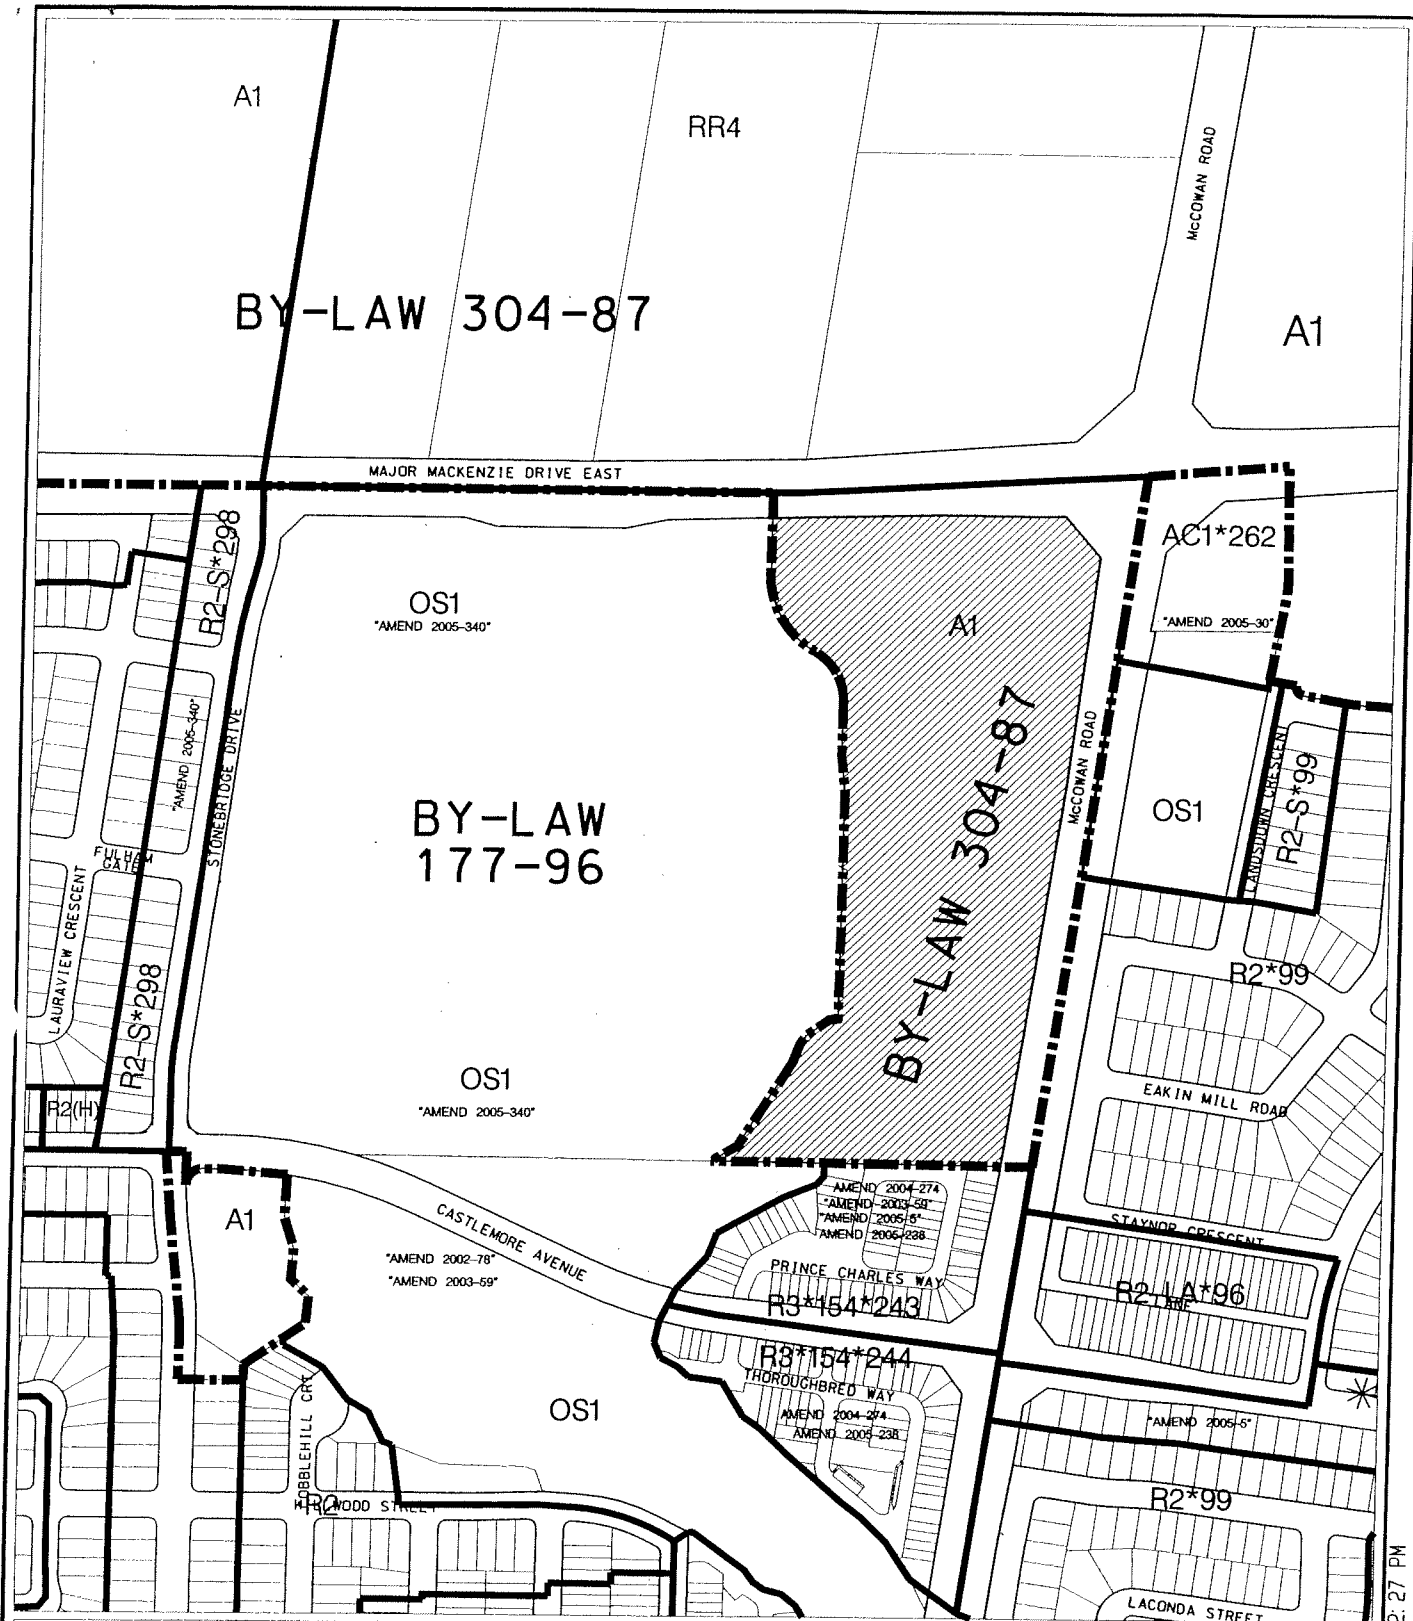 A1
RR4
McCOWAN ROAD
BY-LAW 304-87
A1
MAJOR MACKENZIE DRIVE EAST
R2-S*298
OS1
"AMEND 2005-340"
A1
AC1*262
"AMEND 2005-30"
"AMEND 2005-340"
STONEBRIDGE DRIVE
BY-LAW
177-96
BY-LAW 304-87
McCOWAN ROAD
OS1
LANDSDOWN CRESCENT
R2-S*99
FULHAM
GATE
LAURAVIEW CRESCENT
R2-S*298
R2*99
OS1
"AMEND 2005-340"
R2(H)
EAKIN MILL ROAD
A1
CASTLEMORE AVENUE
"AMEND 2002-78"
"AMEND 2003-59"
AMEND 2004-274
"AMEND 2003-59"
"AMEND 2005-5"
AMEND 2005-238
PRINCE CHARLES WAY
R3*154*243
STAYNOR CRESCENT
R2-LA*96
LANE
R3*154*244
THOROUGHBRED WAY
AMEND 2004-274
AMEND 2005-238
OS1
HOBBLEHILL CRT
R2
"AMEND 2005-5"
R2*99
LACONDA STREET
27 PM